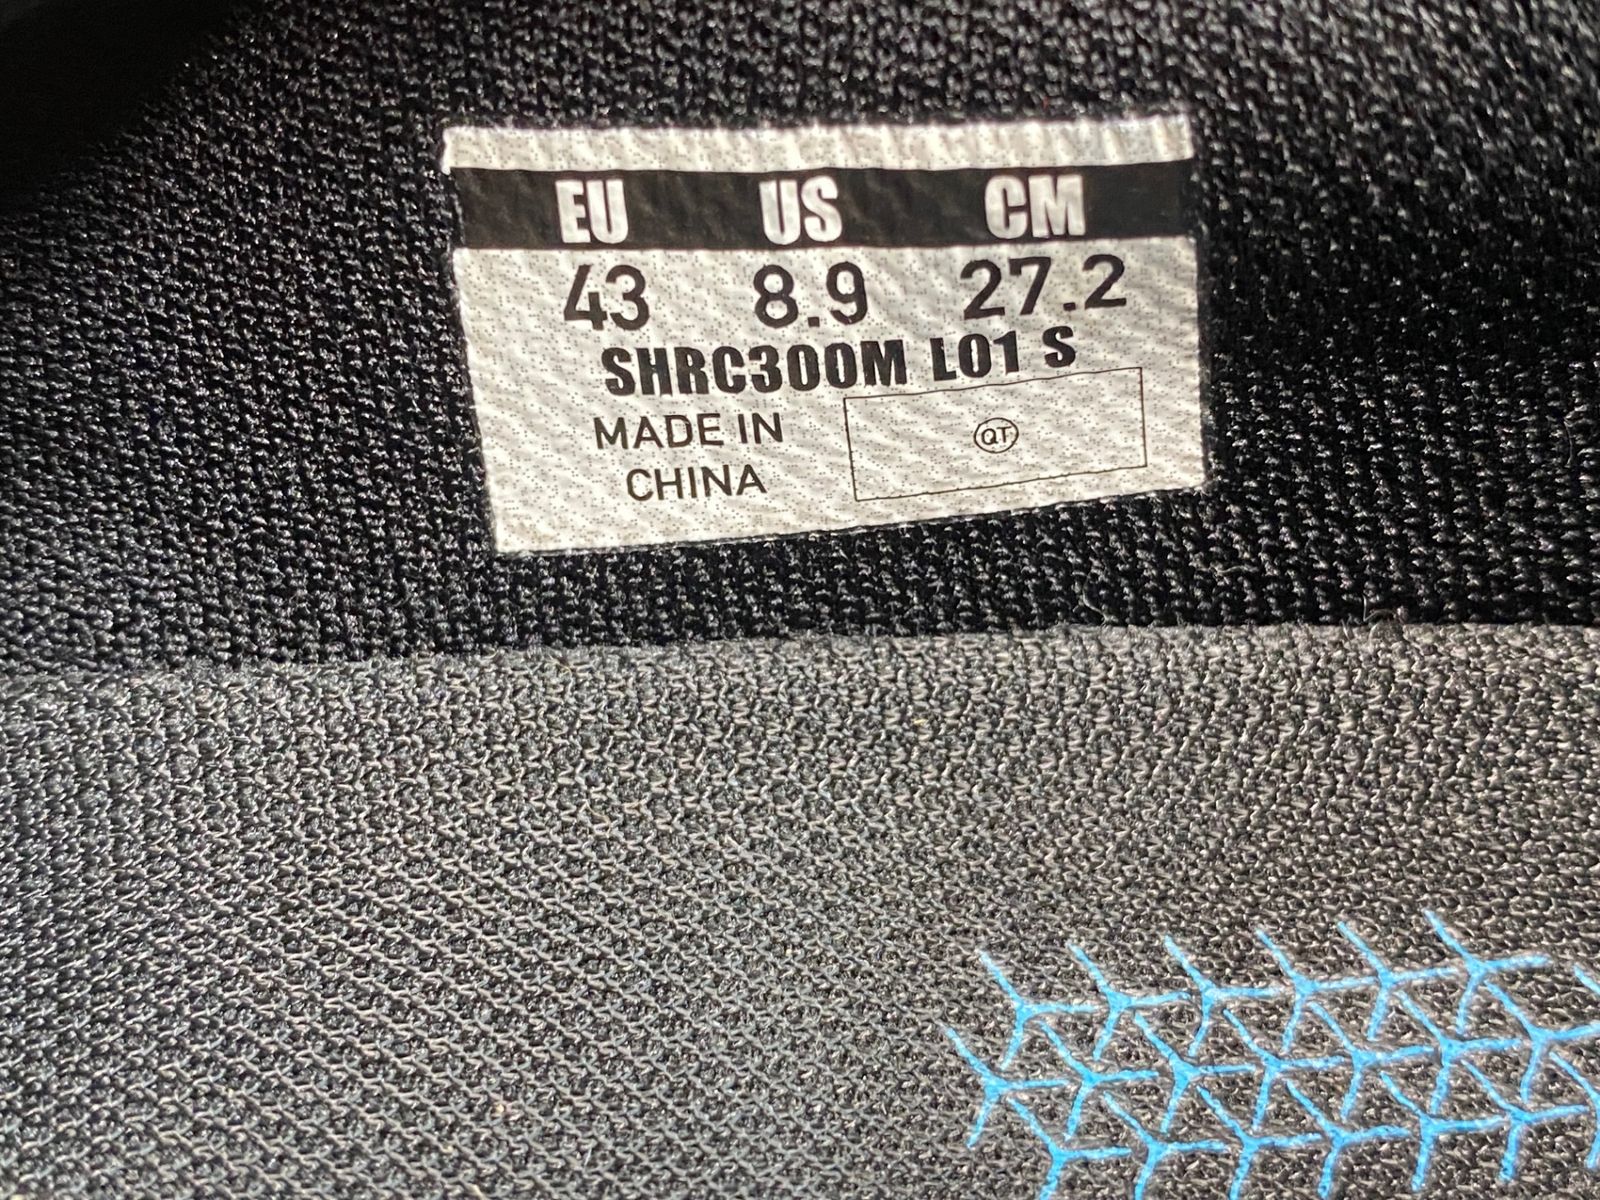 EU US CM
43 8.9 27.2
SHRC300M L01 S
MADE IN
CHINA
QT